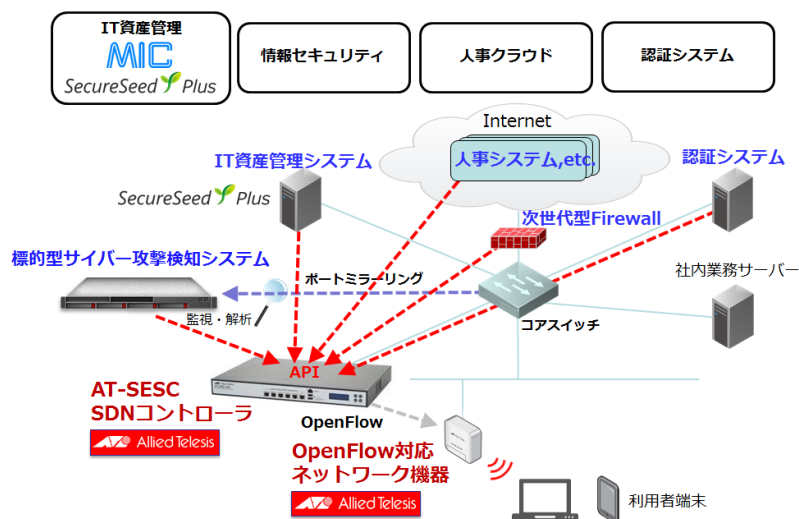 IT資産管理
MIC
SecureSeed Plus
情報セキュリティ
人事クラウド
認証システム
Internet
人事システム,etc.
IT資産管理システム
認証システム
SecureSeed Plus
次世代型Firewall
標的型サイバー攻撃検知システム
ポートミラーリング
社内業務サーバー
監視・解析
コアスイッチ
API
AT-SESC
SDNコントローラ
Allied Telesis
OpenFlow
OpenFlow対応
ネットワーク機器
Allied Telesis
利用者端末